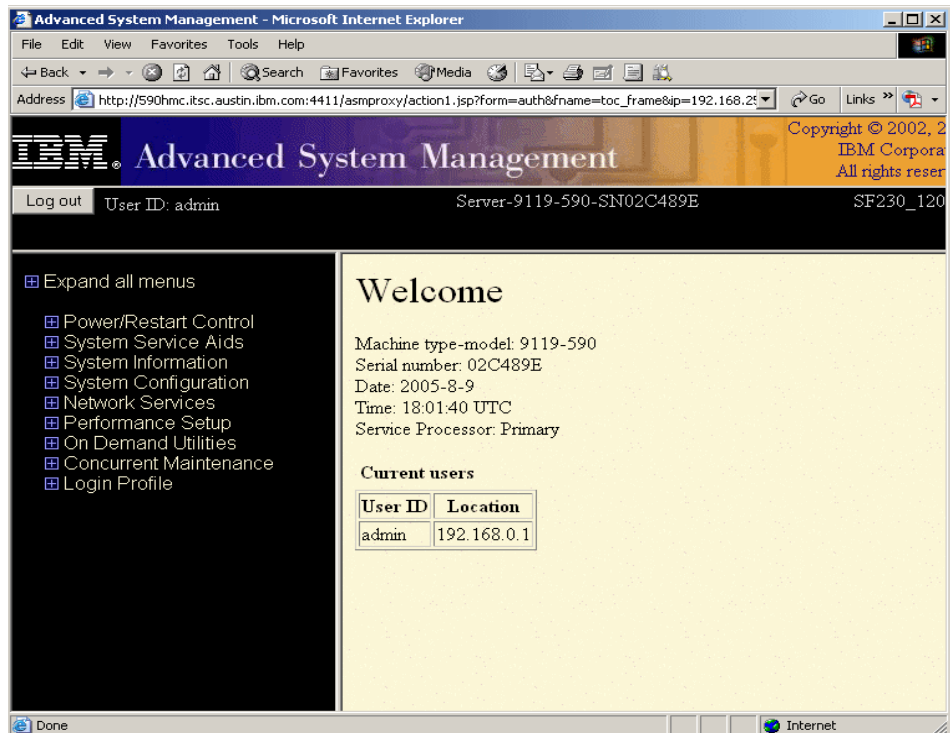 Advanced System Management - Microsoft Internet Explorer
File Edit View Favorites Tools Help
Back Search Favorites Media
Address http://590hmc.itsc.austin.ibm.com:4411/asmproxy/action1.jsp?form=auth&fname=toc_frame&ip=192.168.25 Go Links »
IBM. Advanced System Management
Copyright © 2002, 2
IBM Corpora
All rights reser
Log out User ID: admin Server-9119-590-SN02C489E SF230_120
Expand all menus
Power/Restart Control
System Service Aids
System Information
System Configuration
Network Services
Performance Setup
On Demand Utilities
Concurrent Maintenance
Login Profile
Welcome
Machine type-model: 9119-590
Serial number: 02C489E
Date: 2005-8-9
Time: 18:01:40 UTC
Service Processor: Primary
Current users
User ID Location
admin 192.168.0.1
Done Internet